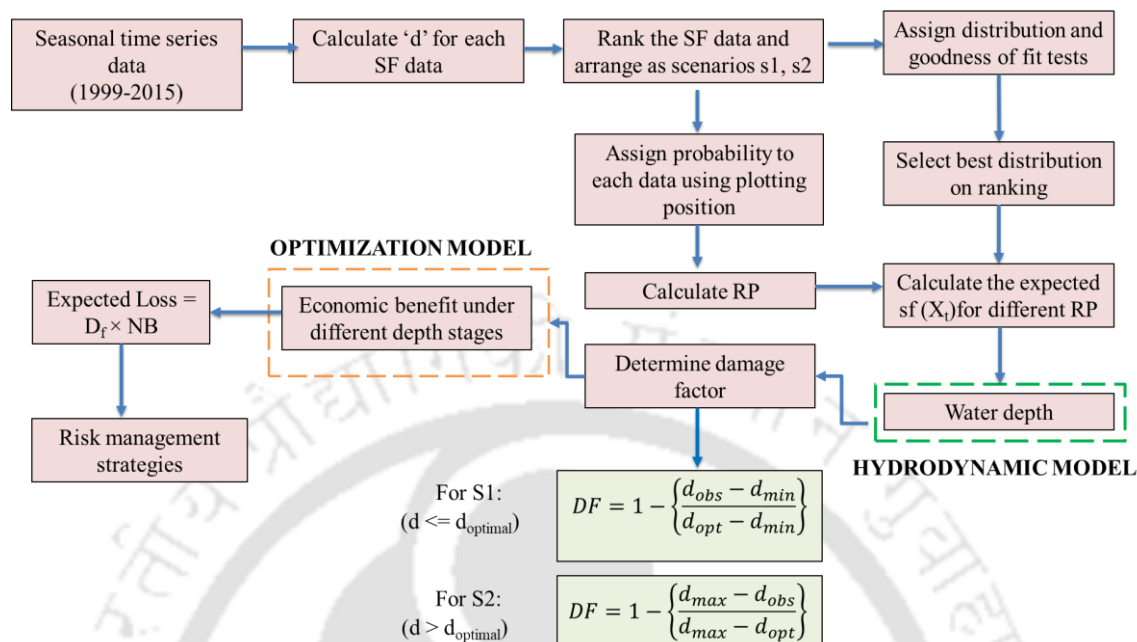 Seasonal time series
data
(1999-2015)
Calculate ‘d’ for each
SF data
Rank the SF data and
arrange as scenarios s1, s2
Assign distribution and
goodness of fit tests
Assign probability to
each data using plotting
position
Select best distribution
on ranking
OPTIMIZATION MODEL
Expected Loss =
D_f × NB
Economic benefit under
different depth stages
Calculate RP
Calculate the expected
sf (X_t)for different RP
Determine damage
factor
Water depth
Risk management
strategies
HYDRODYNAMIC MODEL
For S1:
(d <= d_optimal)
DF = 1 − {(d_obs − d_min)/(d_opt − d_min)}
For S2:
(d > d_optimal)
DF = 1 − {(d_max − d_obs)/(d_max − d_opt)}